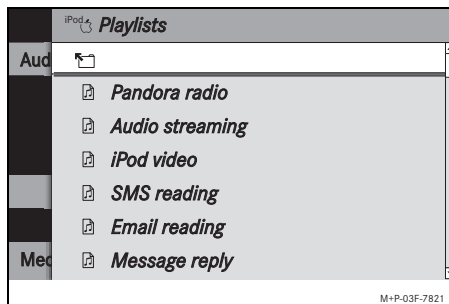 iPod Playlists
Aud
Pandora radio
Audio streaming
iPod video
SMS reading
Email reading
Med
Message reply
M+P-03F-7821